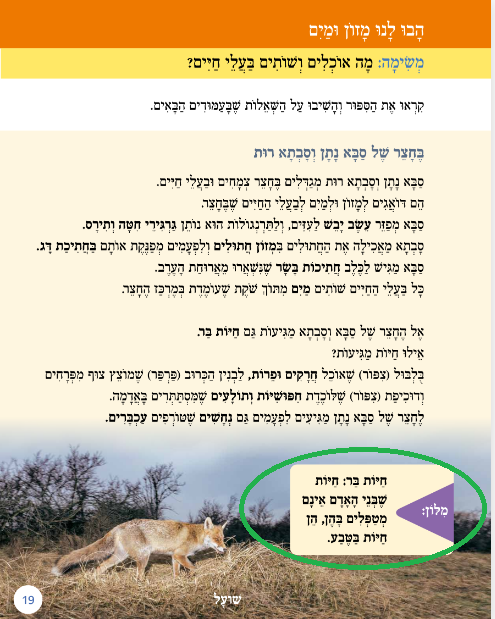 הָבוּ לָנוּ מָזוֹן וּמַיִם
מְשִׂימָה: מָה אוֹכְלִים וְשׁוֹתִים בַּעֲלֵי חַיִּים?
קִרְאוּ אֶת הַסִּפּוּר וְהָשִׁיבוּ עַל הַשְּׁאֵלוֹת שֶׁבָּעַמּוּדִים הַבָּאִים.
בֶּחָצֵר שֶׁל סַבָּא נָתָן וְסָבְתָא רוּת
סַבָּא נָתָן וְסָבְתָא רוּת מְגַדְּלִים בֶּחָצֵר צְמָחִים וּבַעֲלֵי חַיִּים.
הֵם דּוֹאֲגִים לְמָזוֹן וּלְמַיִם לְבַעֲלֵי הַחַיִּים שֶׁבֶּחָצֵר.
סַבָּא מְפַזֵּר עֵשֶׂב יָבֵשׁ לָעִזִּים, וְלַתַּרְנְגוֹלוֹת הוּא נוֹתֵן גַּרְגִּירֵי חִטָּה וְתִירָס.
סָבְתָא מַאֲכִילָה אֶת הַחֲתוּלִים בִּמְזוֹן חֲתוּלִים וְלִפְעָמִים מְפַנֶּקֶת אוֹתָם בַּחֲתִיכַת דָּג.
סַבָּא מַגִּישׁ לַכֶּלֶב חֲתִיכוֹת בָּשָׂר שֶׁנִּשְׁאֲרוּ מֵאֲרוּחַת הָעֶרֶב.
כָּל בַּעֲלֵי הַחַיִּים שׁוֹתִים מַיִם מִתּוֹךְ שֹׁקֶת שֶׁעוֹמֶדֶת בְּמֶרְכַּז הֶחָצֵר.
אֶל הֶחָצֵר שֶׁל סַבָּא וְסָבְתָא מַגִּיעוֹת גַּם חַיּוֹת בַּר.
אֵילוּ חַיּוֹת מַגִּיעוֹת?
בֻּלְבּוּל (צִפּוֹר) שֶׁאוֹכֵל חֲרָקִים וּפֵרוֹת, לַבְנִין הַכְּרוּב (פַּרְפַּר) שֶׁמּוֹצֵץ צוּף מִפְּרָחִים
וְדוּכִיפַת (צִפּוֹר) שֶׁלּוֹכֶדֶת חִפּוּשִׁיּוֹת וְתוֹלָעִים שֶׁמִּסְתַּתְּרִים בָּאֲדָמָה.
לֶחָצֵר שֶׁל סַבָּא נָתָן מַגִּיעִים לִפְעָמִים גַּם נְחָשִׁים שֶׁטּוֹרְפִים עַכְבָּרִים.
מִלּוֹן:
חַיּוֹת בַּר: חַיּוֹת
שֶׁבְּנֵי הָאָדָם אֵינָם
מְטַפְּלִים בָּהֶן, הֵן
חַיּוֹת בַּטֶּבַע.
שׁוּעָל
19